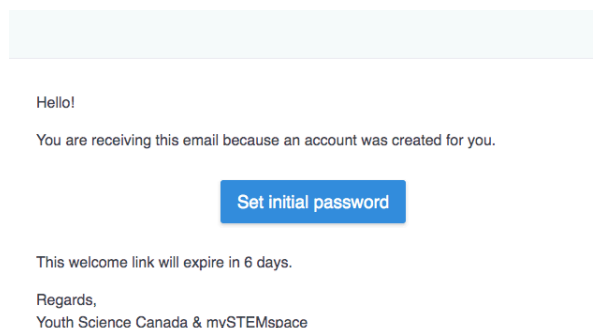 Hello!
You are receiving this email because an account was created for you.
Set initial password
This welcome link will expire in 6 days.
Regards,
Youth Science Canada & mySTEMspace